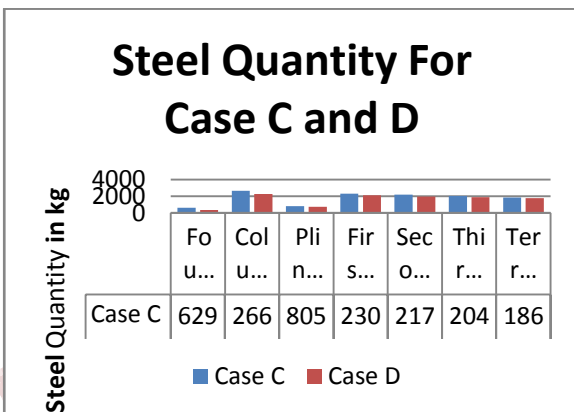 Steel Quantity For
Case C and D
Steel Quantity in kg
4000
2000
0
Fo Col Plin Fir Sec Thi Ter
u... u... ... s... o... r... r...
Case C 629 266 805 230 217 204 186
Case C Case D